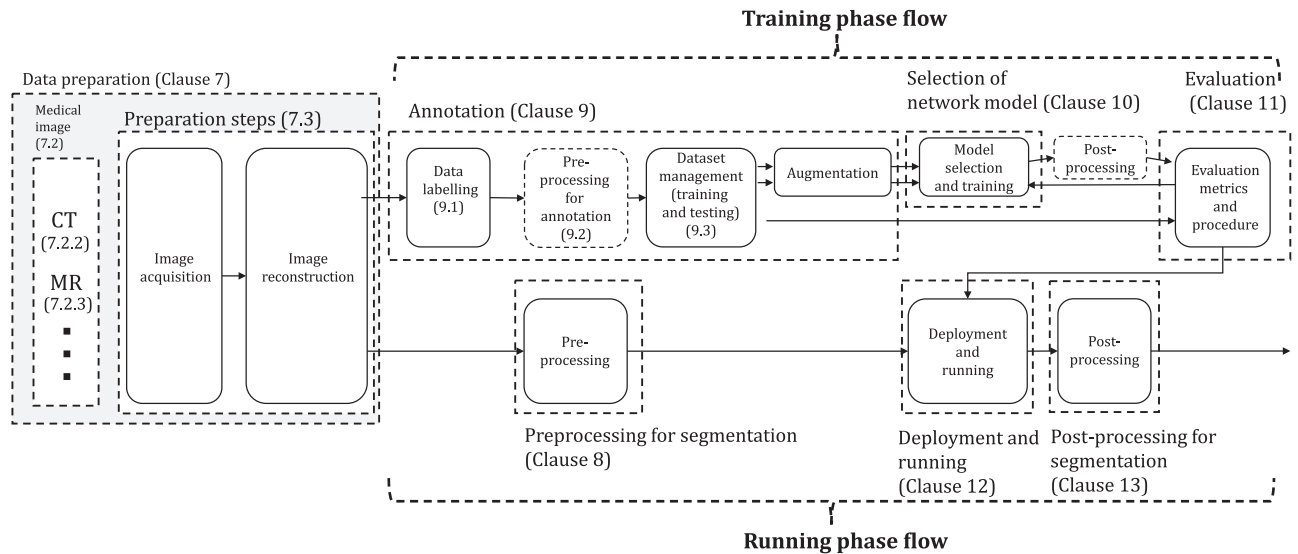 Training phase flow
Data preparation (Clause 7)
Medical
image
(7.2)
CT
(7.2.2)
MR
(7.2.3)
Preparation steps (7.3)
Image
acquisition
Image
reconstruction
Annotation (Clause 9)
Data
labelling
(9.1)
Pre-
processing
for
annotation
(9.2)
Dataset
management
(training
and testing)
(9.3)
Augmentation
Selection of
network model (Clause 10)
Model
selection
and training
Post-
processing
Evaluation
(Clause 11)
Evaluation
metrics
and
procedure
Pre-
processing
Preprocessing for segmentation
(Clause 8)
Deployment
and
running
Deployment and
running
(Clause 12)
Post-
processing
Post-processing for
segmentation
(Clause 13)
Running phase flow